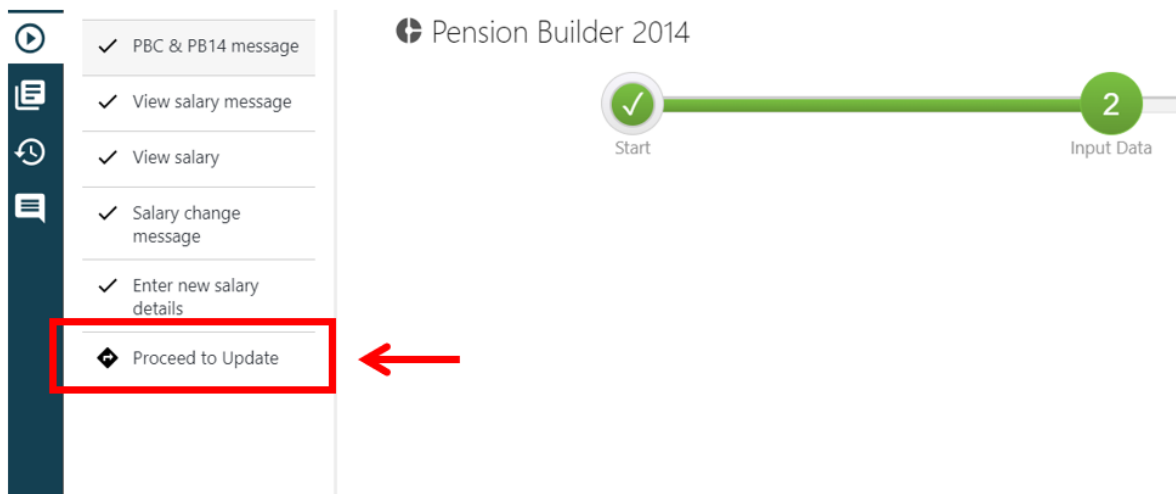 PBC & PB14 message
View salary message
View salary
Salary change
message
Enter new salary
details
Proceed to Update
Pension Builder 2014
2
Start
Input Data